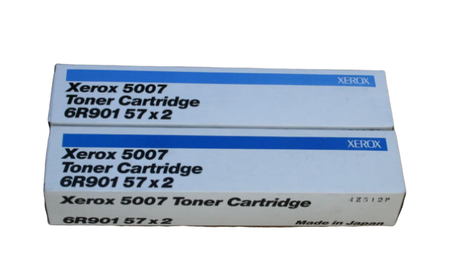 XEROX
Xerox 5007
Toner Cartridge
6R901 57 x 2
XEROX
Xerox 5007
Toner Cartridge
6R901 57 x 2
Xerox 5007 Toner Cartridge
4Z512P
6R901 57 x 2
Made in Japan